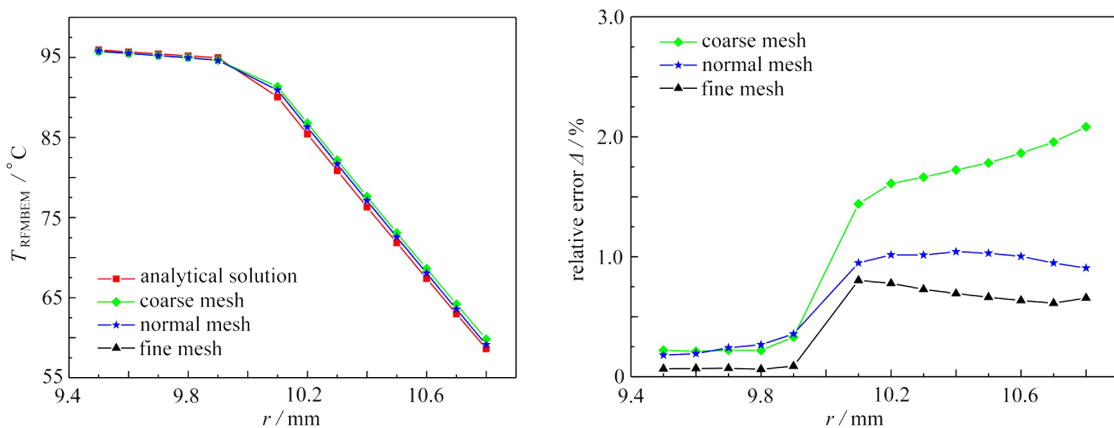 95
85
75
65
55
T_RFMBEM / °C
analytical solution
coarse mesh
normal mesh
fine mesh
9.4 9.8 10.2 10.6
r / mm
3.0
2.0
1.0
0
relative error Δ / %
coarse mesh
normal mesh
fine mesh
9.4 9.8 10.2 10.6
r / mm